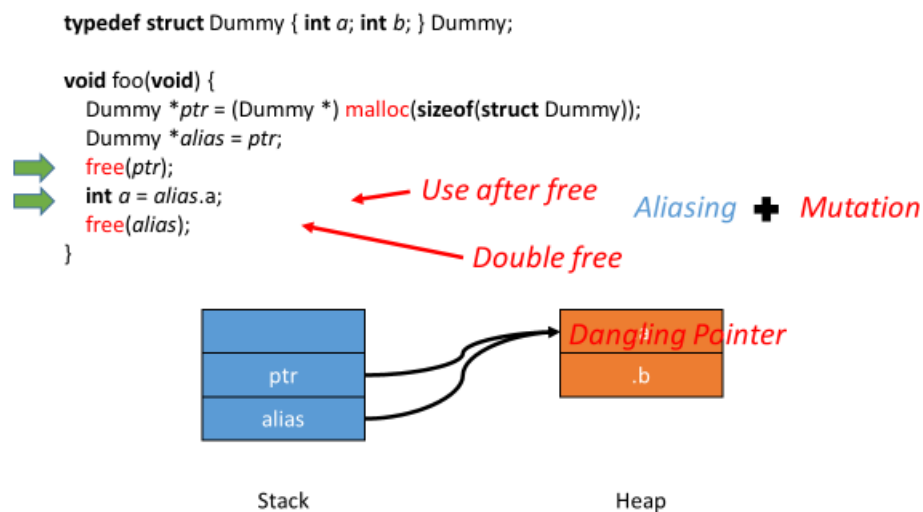 typedef struct Dummy { int a; int b; } Dummy;
void foo(void) {
Dummy *ptr = (Dummy *) malloc(sizeof(struct Dummy));
Dummy *alias = ptr;
free(ptr);
int a = alias.a;
free(alias);
}
Use after free
Aliasing + Mutation
Double free
Dangling Pointer
ptr
.b
alias
Stack
Heap